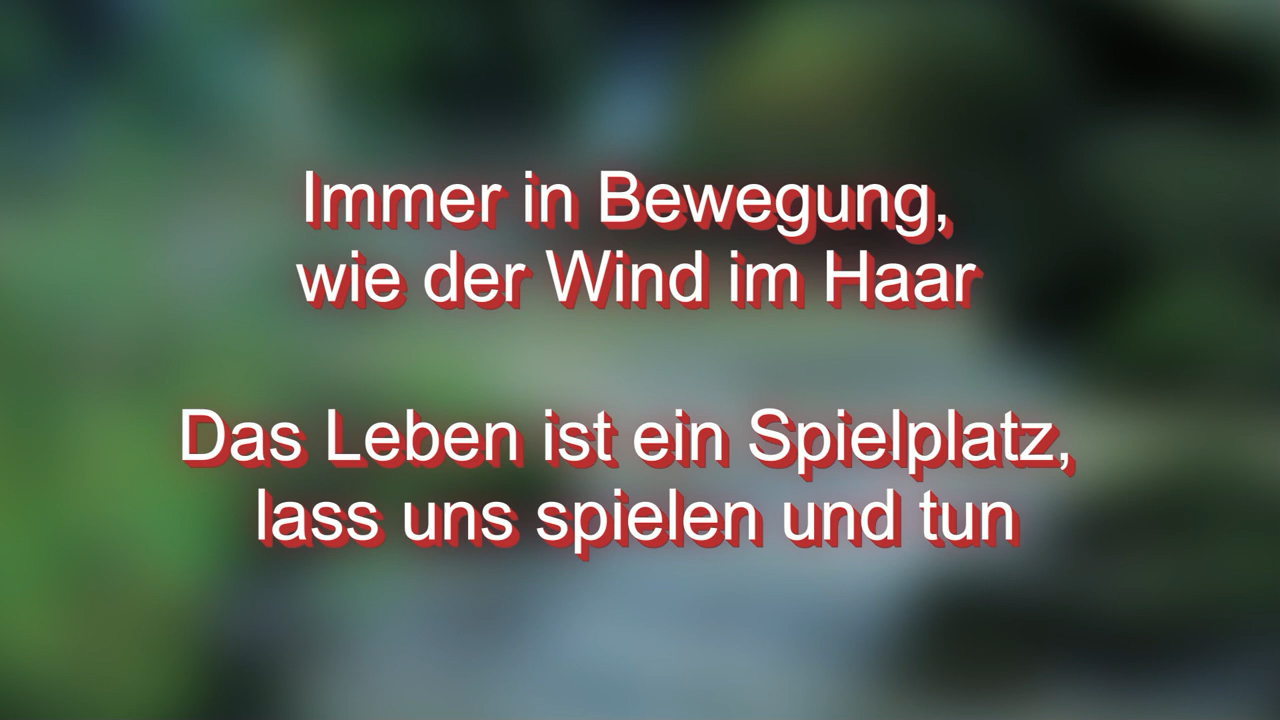 Immer in Bewegung,
wie der Wind im Haar
Das Leben ist ein Spielplatz,
lass uns spielen und tun